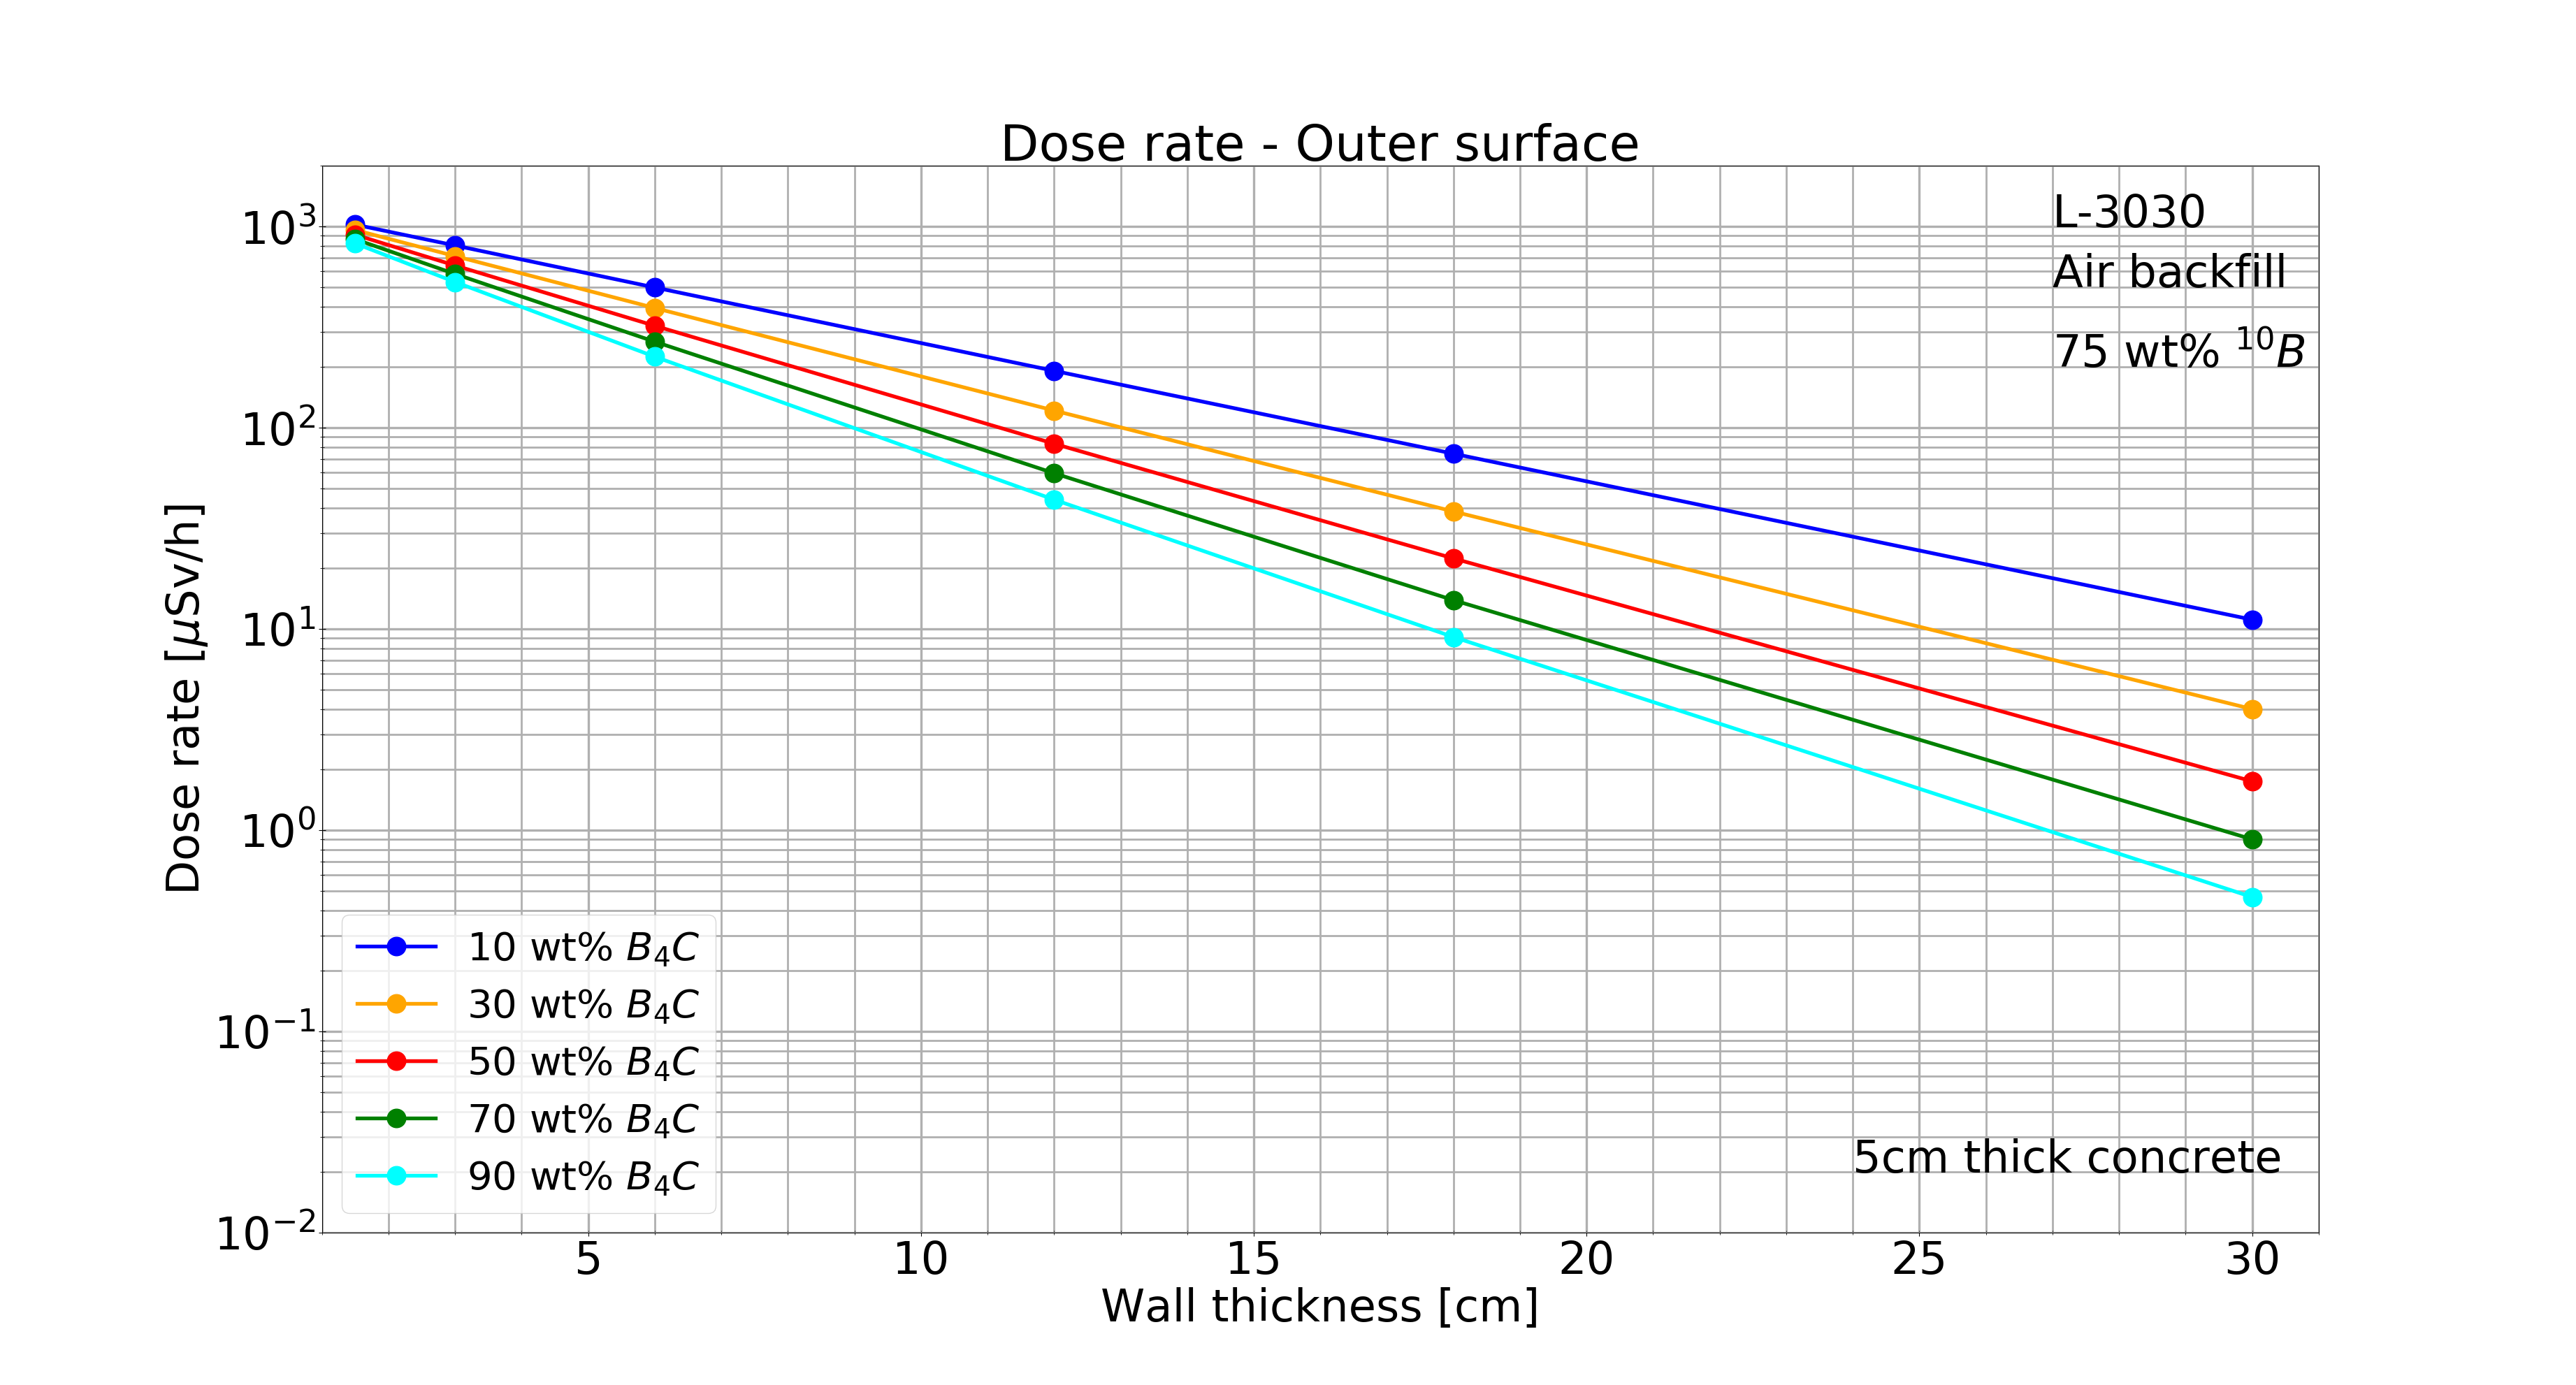 Dose rate - Outer surface
L-3030
Air backfill
75 wt% ¹⁰B
10³
10²
10¹
10⁰
10⁻¹
10⁻²
Dose rate [μSv/h]
10 wt% B₄C
30 wt% B₄C
50 wt% B₄C
70 wt% B₄C
90 wt% B₄C
5cm thick concrete
5 10 15 20 25 30
Wall thickness [cm]